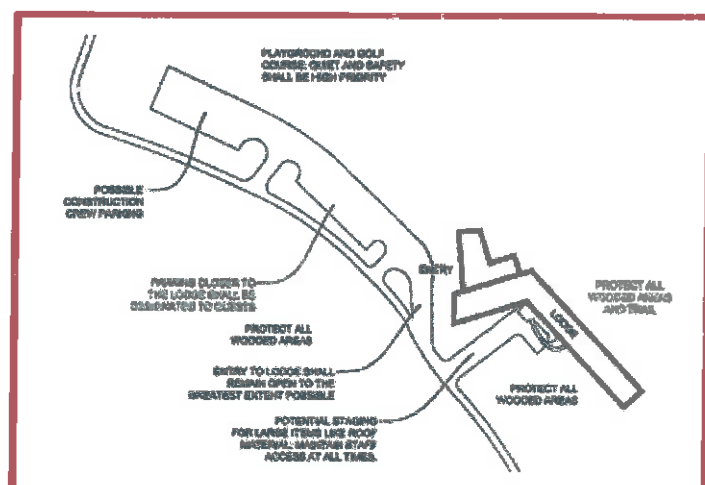 PLAYGROUND AND GOLF
COURSE: QUIET AND SAFETY
SHALL BE HIGH PRIORITY
POSSIBLE
CONSTRUCTION
CREW PARKING
ENTRY
PARKING CLOSER TO
THE LODGE SHALL BE
DESIGNATED TO GUESTS
PROTECT ALL
WOODED AREAS
AND TRAIL
LODGE
PROTECT ALL
WOODED AREAS
ENTRY TO LODGE SHALL
REMAIN OPEN TO THE
GREATEST EXTENT POSSIBLE
PROTECT ALL
WOODED AREAS
POTENTIAL STAGING
FOR LARGE ITEMS LIKE ROOF
MATERIAL. MAINTAIN STAFF
ACCESS AT ALL TIMES.